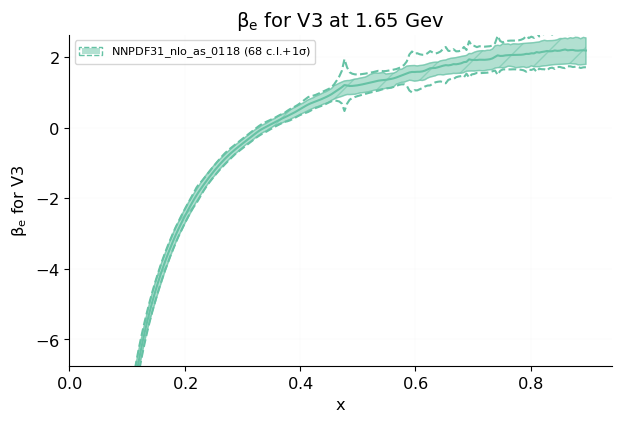 βe for V3 at 1.65 Gev
NNPDF31_nlo_as_0118 (68 c.l.+1σ)
βe for V3
2
0
−2
−4
−6
0.0 0.2 0.4 0.6 0.8
x